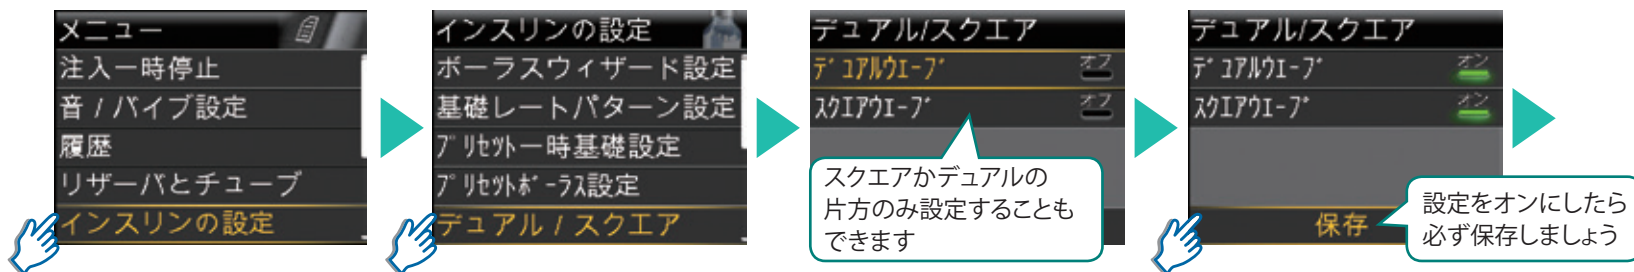 メニュー
注入一時停止
音 / バイブ設定
履歴
リザーバとチューブ
インスリンの設定
インスリンの設定
ボーラスウィザード設定
基礎レートパターン設定
プリセット一時基礎設定
プリセットボーラス設定
デュアル / スクエア
デュアル/スクエア
デュアルウエーブ オフ
スクエアウエーブ オフ
スクエアかデュアルの
片方のみ設定することも
できます
デュアル/スクエア
デュアルウエーブ オン
スクエアウエーブ オン
保存
設定をオンにしたら
必ず保存しましょう